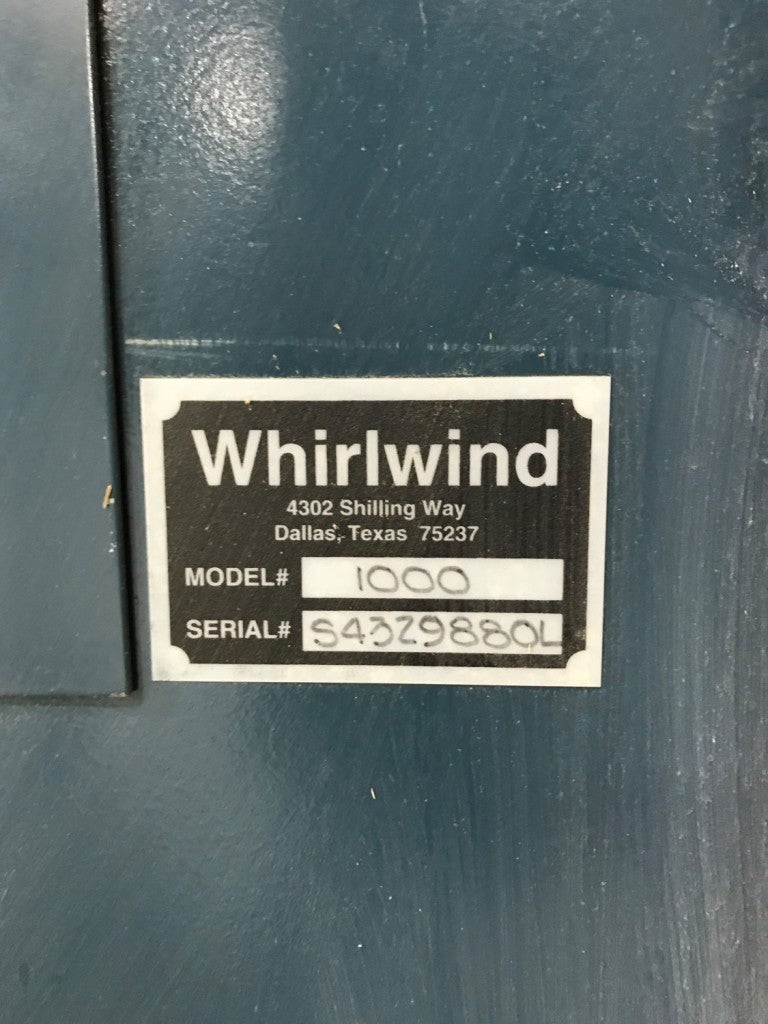 Whirlwind
4302 Shilling Way
Dallas, Texas 75237
MODEL# 1000
SERIAL# S4329880L